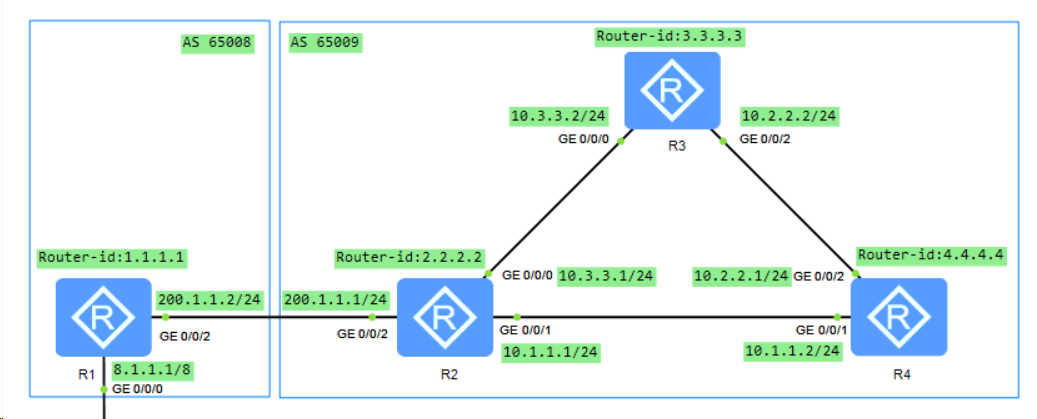 AS 65008
AS 65009
Router-id:3.3.3.3
R
10.3.3.2/24
10.2.2.2/24
GE 0/0/0
GE 0/0/2
R3
Router-id:1.1.1.1
Router-id:2.2.2.2
Router-id:4.4.4.4
GE 0/0/0
10.3.3.1/24
10.2.2.1/24
GE 0/0/2
R
200.1.1.2/24
200.1.1.1/24
R
R
GE 0/0/2
GE 0/0/2
GE 0/0/1
GE 0/0/1
10.1.1.1/24
10.1.1.2/24
R1
8.1.1.1/8
R2
R4
GE 0/0/0